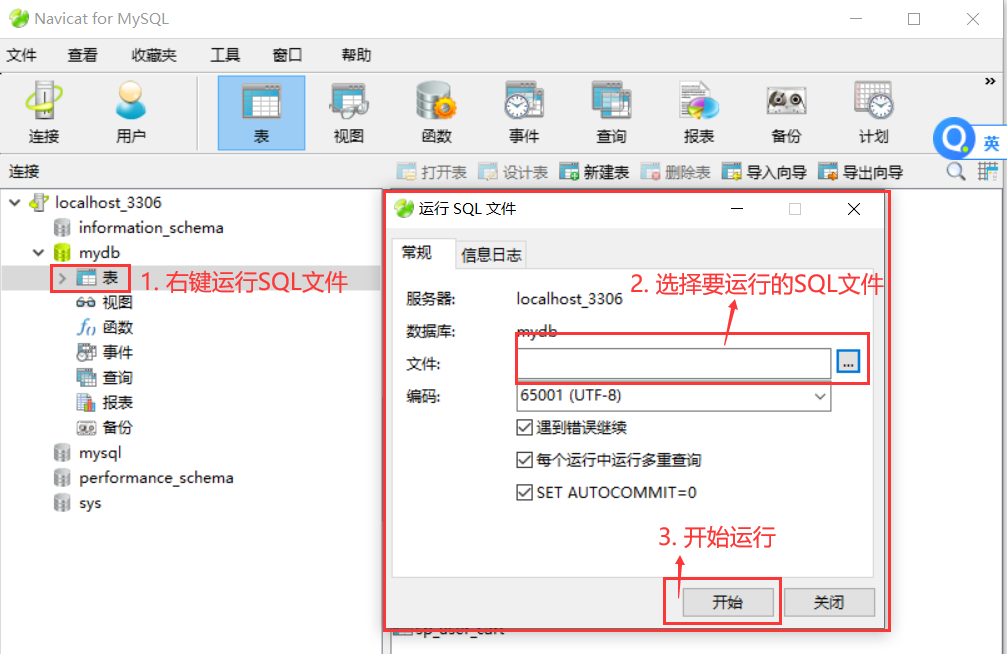 Navicat for MySQL
文件 查看 收藏夹 工具 窗口 帮助
»
连接 用户 表 视图 函数 事件 查询 报表 备份 计划
英
连接 打开表 设计表 新建表 删除表 导入向导 导出向导
localhost_3306
information_schema
mydb
表
1. 右键运行SQL文件
视图
函数
事件
查询
报表
备份
mysql
performance_schema
sys
运行 SQL 文件
常规 信息日志
服务器: localhost_3306
2. 选择要运行的SQL文件
数据库: mydb
文件: ...
编码: 65001 (UTF-8)
遇到错误继续
每个运行中运行多重查询
SET AUTOCOMMIT=0
3. 开始运行
开始 关闭
sp_user_cart